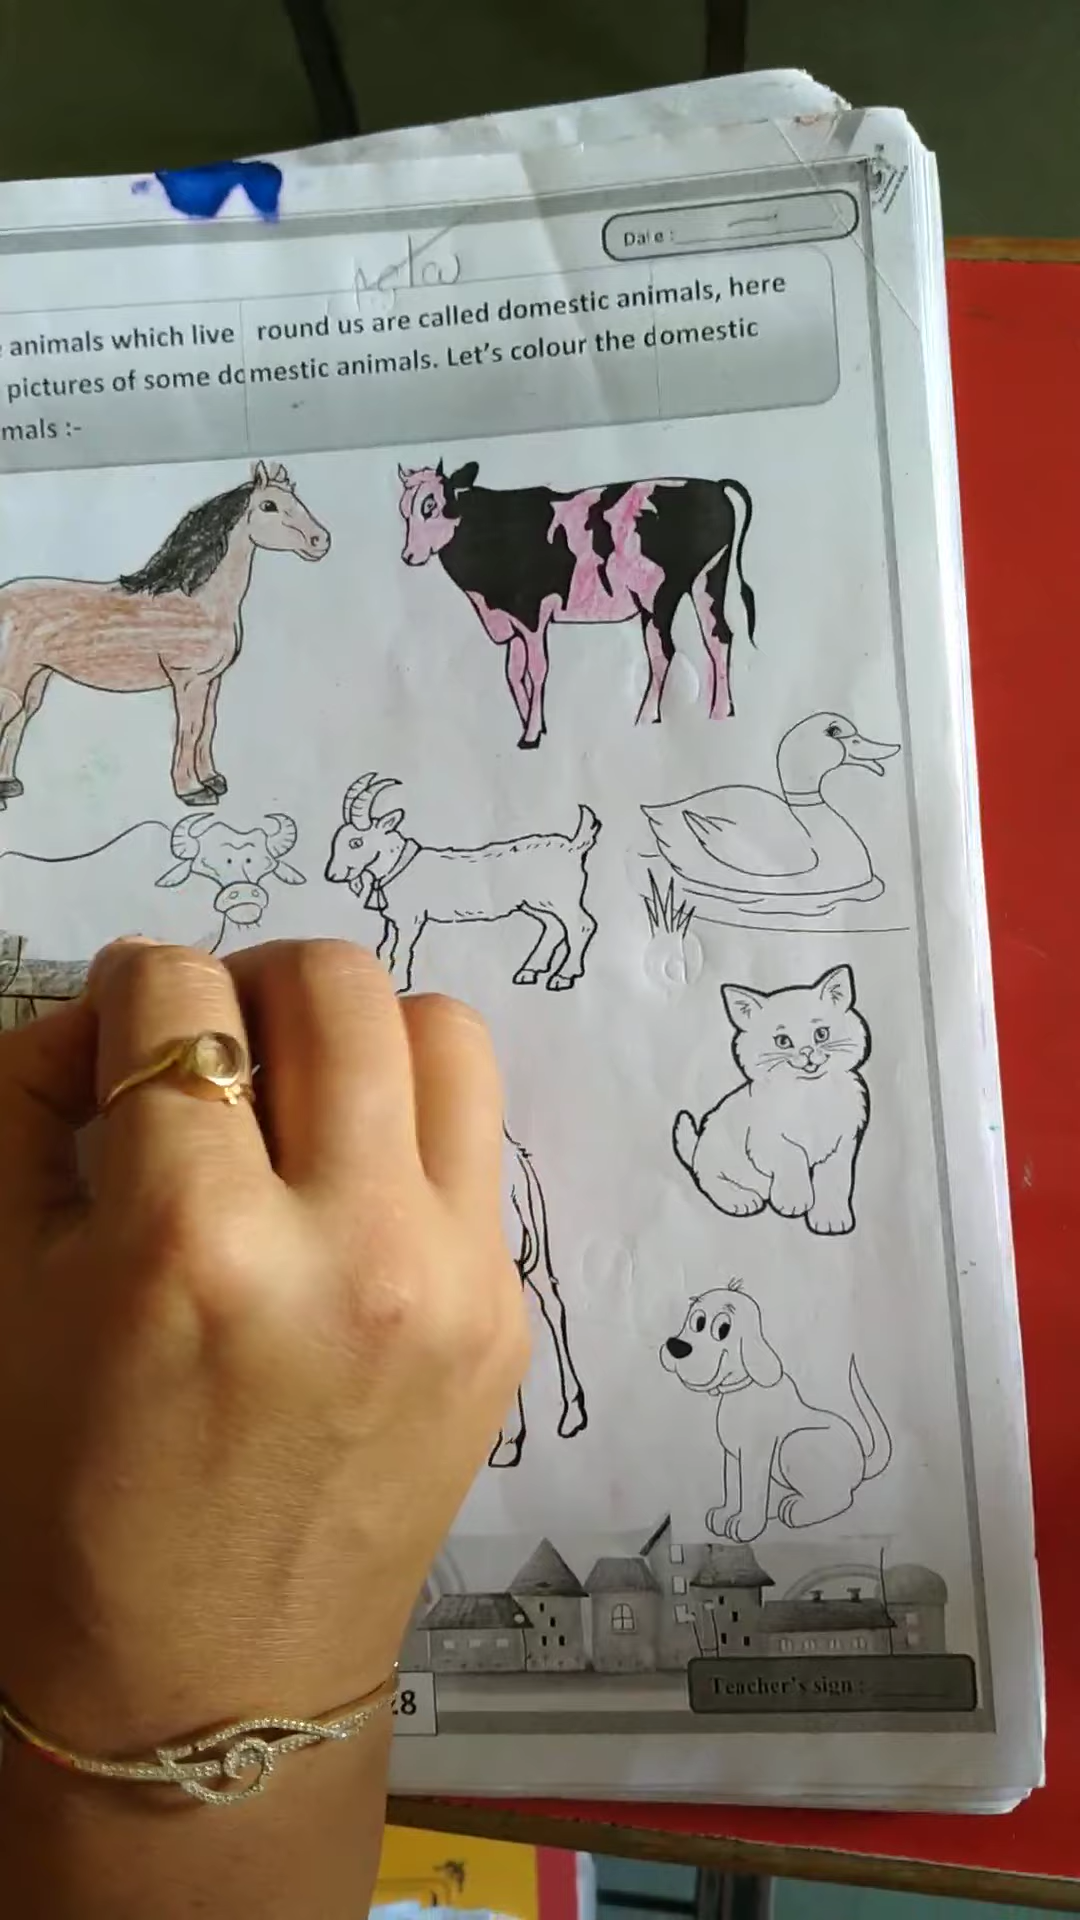 Date :
animals which live round us are called domestic animals, here
pictures of some domestic animals. Let's colour the domestic
mals :-
28
Teacher's sign :